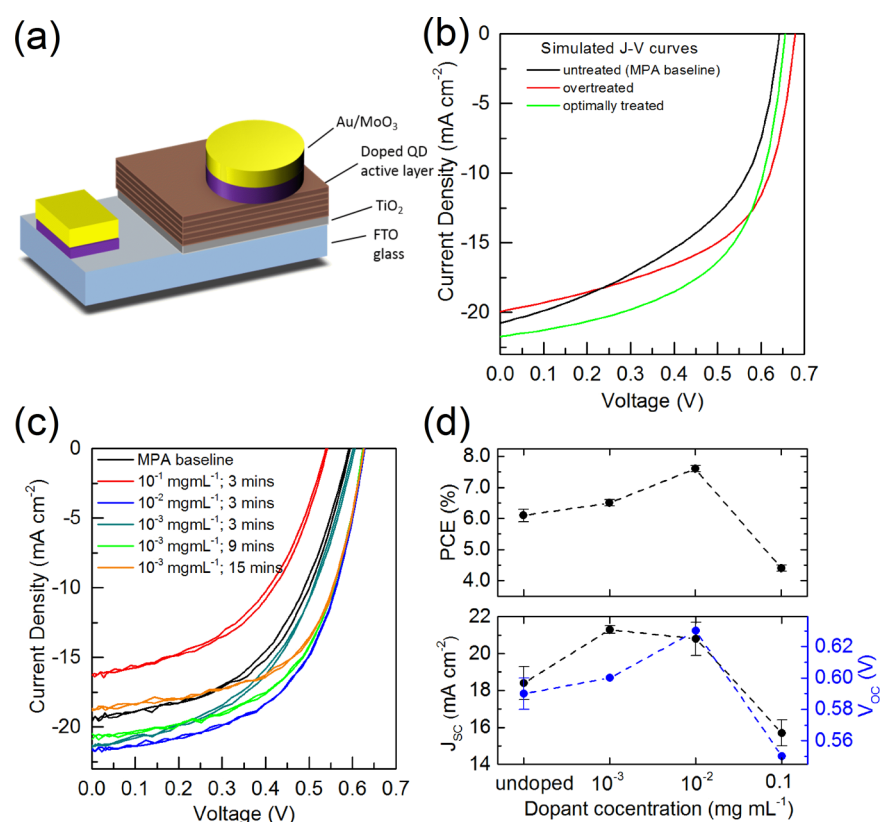 (a)
Au/MoO₃
Doped QD
active layer
TiO₂
FTO
glass
(b)
Simulated J-V curves
untreated (MPA baseline)
overtreated
optimally treated
Current Density (mA cm⁻²)
0
-5
-10
-15
-20
0.0 0.1 0.2 0.3 0.4 0.5 0.6 0.7
Voltage (V)
(c)
MPA baseline
10⁻¹ mgmL⁻¹; 3 mins
10⁻² mgmL⁻¹; 3 mins
10⁻³ mgmL⁻¹; 3 mins
10⁻³ mgmL⁻¹; 9 mins
10⁻³ mgmL⁻¹; 15 mins
Current Density (mA cm⁻²)
0
-5
-10
-15
-20
0.0 0.1 0.2 0.3 0.4 0.5 0.6 0.7
Voltage (V)
(d)
PCE (%)
8.0
7.0
6.0
5.0
4.0
J_SC (mA cm⁻²)
22
20
18
16
14
V_OC (V)
0.62
0.60
0.58
0.56
undoped 10⁻³ 10⁻² 0.1
Dopant cocentration (mg mL⁻¹)